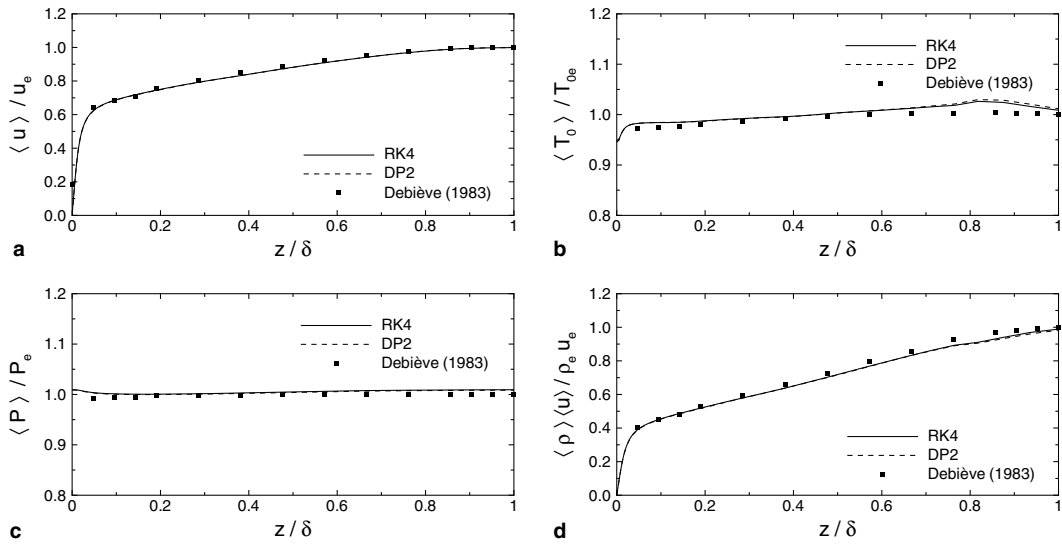 1.2
1.0
0.8
0.6
0.4
0.2
0.0
⟨ u ⟩ / u_e
0 0.2 0.4 0.6 0.8 1
z / δ
RK4
DP2
Debiève (1983)
a
1.2
1.1
1.0
0.9
0.8
⟨ T_0 ⟩ / T_0e
0 0.2 0.4 0.6 0.8 1
z / δ
RK4
DP2
Debiève (1983)
b
1.2
1.1
1.0
0.9
0.8
⟨ P ⟩ / P_e
0 0.2 0.4 0.6 0.8 1
z / δ
RK4
DP2
Debiève (1983)
c
1.2
1.0
0.8
0.6
0.4
0.2
0.0
⟨ ρ ⟩ ⟨u⟩ / ρ_e u_e
0 0.2 0.4 0.6 0.8 1
z / δ
RK4
DP2
Debiève (1983)
d